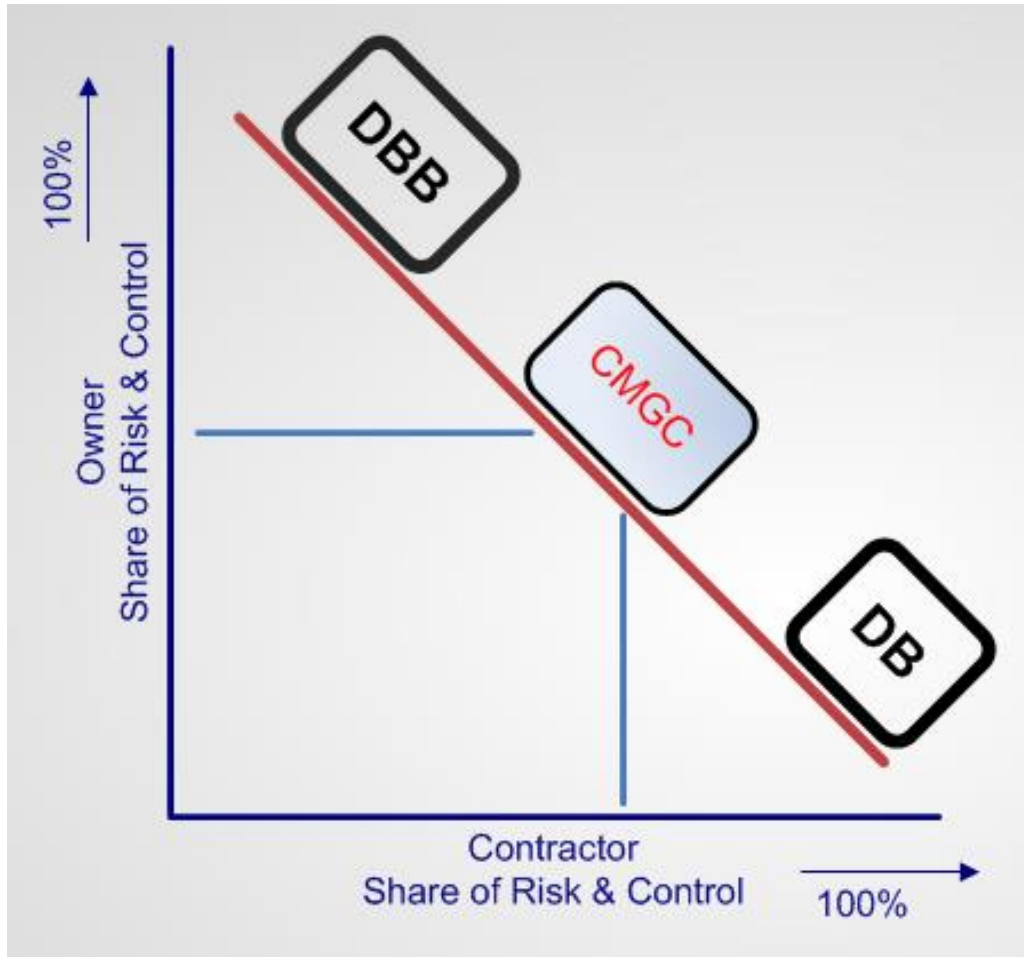 DBB
100%
CMGC
Owner
Share of Risk & Control
DB
Contractor
Share of Risk & Control
100%